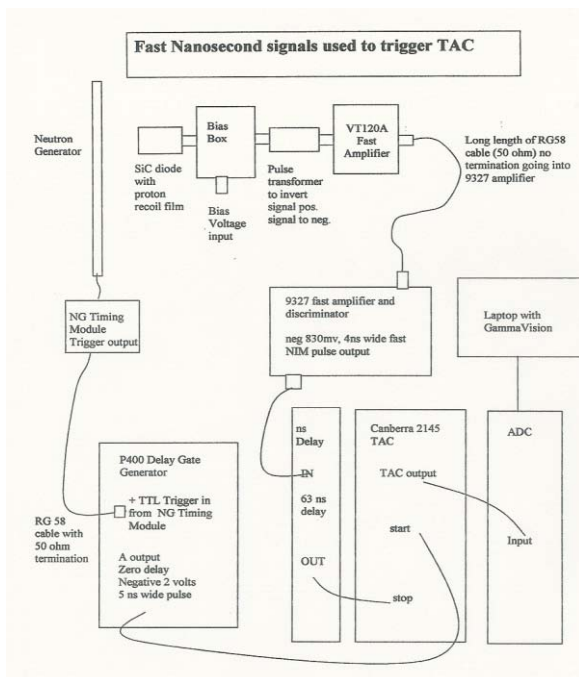 Fast Nanosecond signals used to trigger TAC
Neutron
Generator
SiC diode
with
proton
recoil film
Bias
Box
Bias
Voltage
input
Pulse
transformer
to invert
signal pos.
signal to neg.
VT120A
Fast
Amplifier
Long length of RG58
cable (50 ohm) no
termination going into
9327 amplifier
NG Timing
Module
Trigger output
9327 fast amplifier and
discriminator
neg 830mv, 4ns wide fast
NIM pulse output
Laptop with
GammaVision
P400 Delay Gate
Generator
+ TTL Trigger in
from NG Timing
Module
A output
Zero delay
Negative 2 volts
5 ns wide pulse
RG 58
cable with
50 ohm
termination
ns
Delay
IN
63 ns
delay
OUT
Canberra 2145
TAC
TAC output
start
stop
ADC
Input